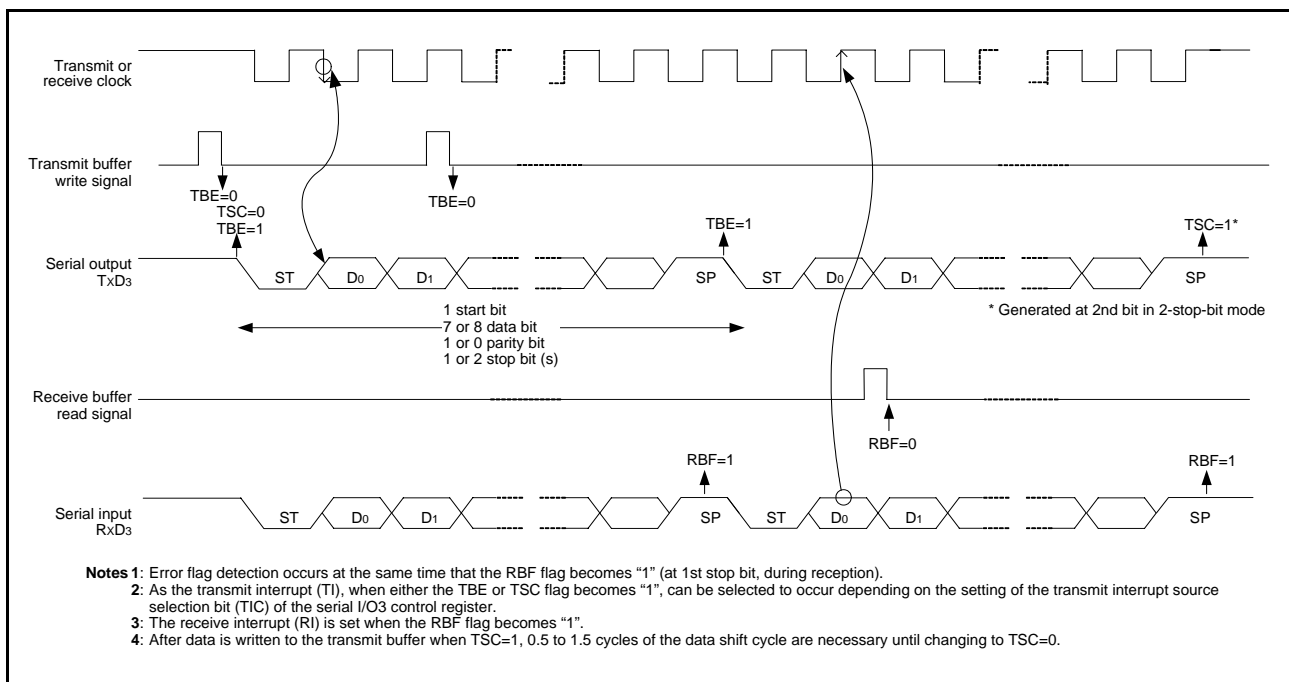 Transmit or
receive clock
Transmit buffer
write signal
TBE=0
TSC=0
TBE=1
TBE=0
TBE=1
TSC=1*
Serial output
TxD3
ST
D0
D1
SP
ST
D0
D1
SP
* Generated at 2nd bit in 2-stop-bit mode
1 start bit
7 or 8 data bit
1 or 0 parity bit
1 or 2 stop bit (s)
Receive buffer
read signal
RBF=0
RBF=1
RBF=1
Serial input
RxD3
ST
D0
D1
SP
ST
D0
D1
SP
Notes 1: Error flag detection occurs at the same time that the RBF flag becomes “1” (at 1st stop bit, during reception).
2: As the transmit interrupt (TI), when either the TBE or TSC flag becomes “1”, can be selected to occur depending on the setting of the transmit interrupt source
selection bit (TIC) of the serial I/O3 control register.
3: The receive interrupt (RI) is set when the RBF flag becomes “1”.
4: After data is written to the transmit buffer when TSC=1, 0.5 to 1.5 cycles of the data shift cycle are necessary until changing to TSC=0.